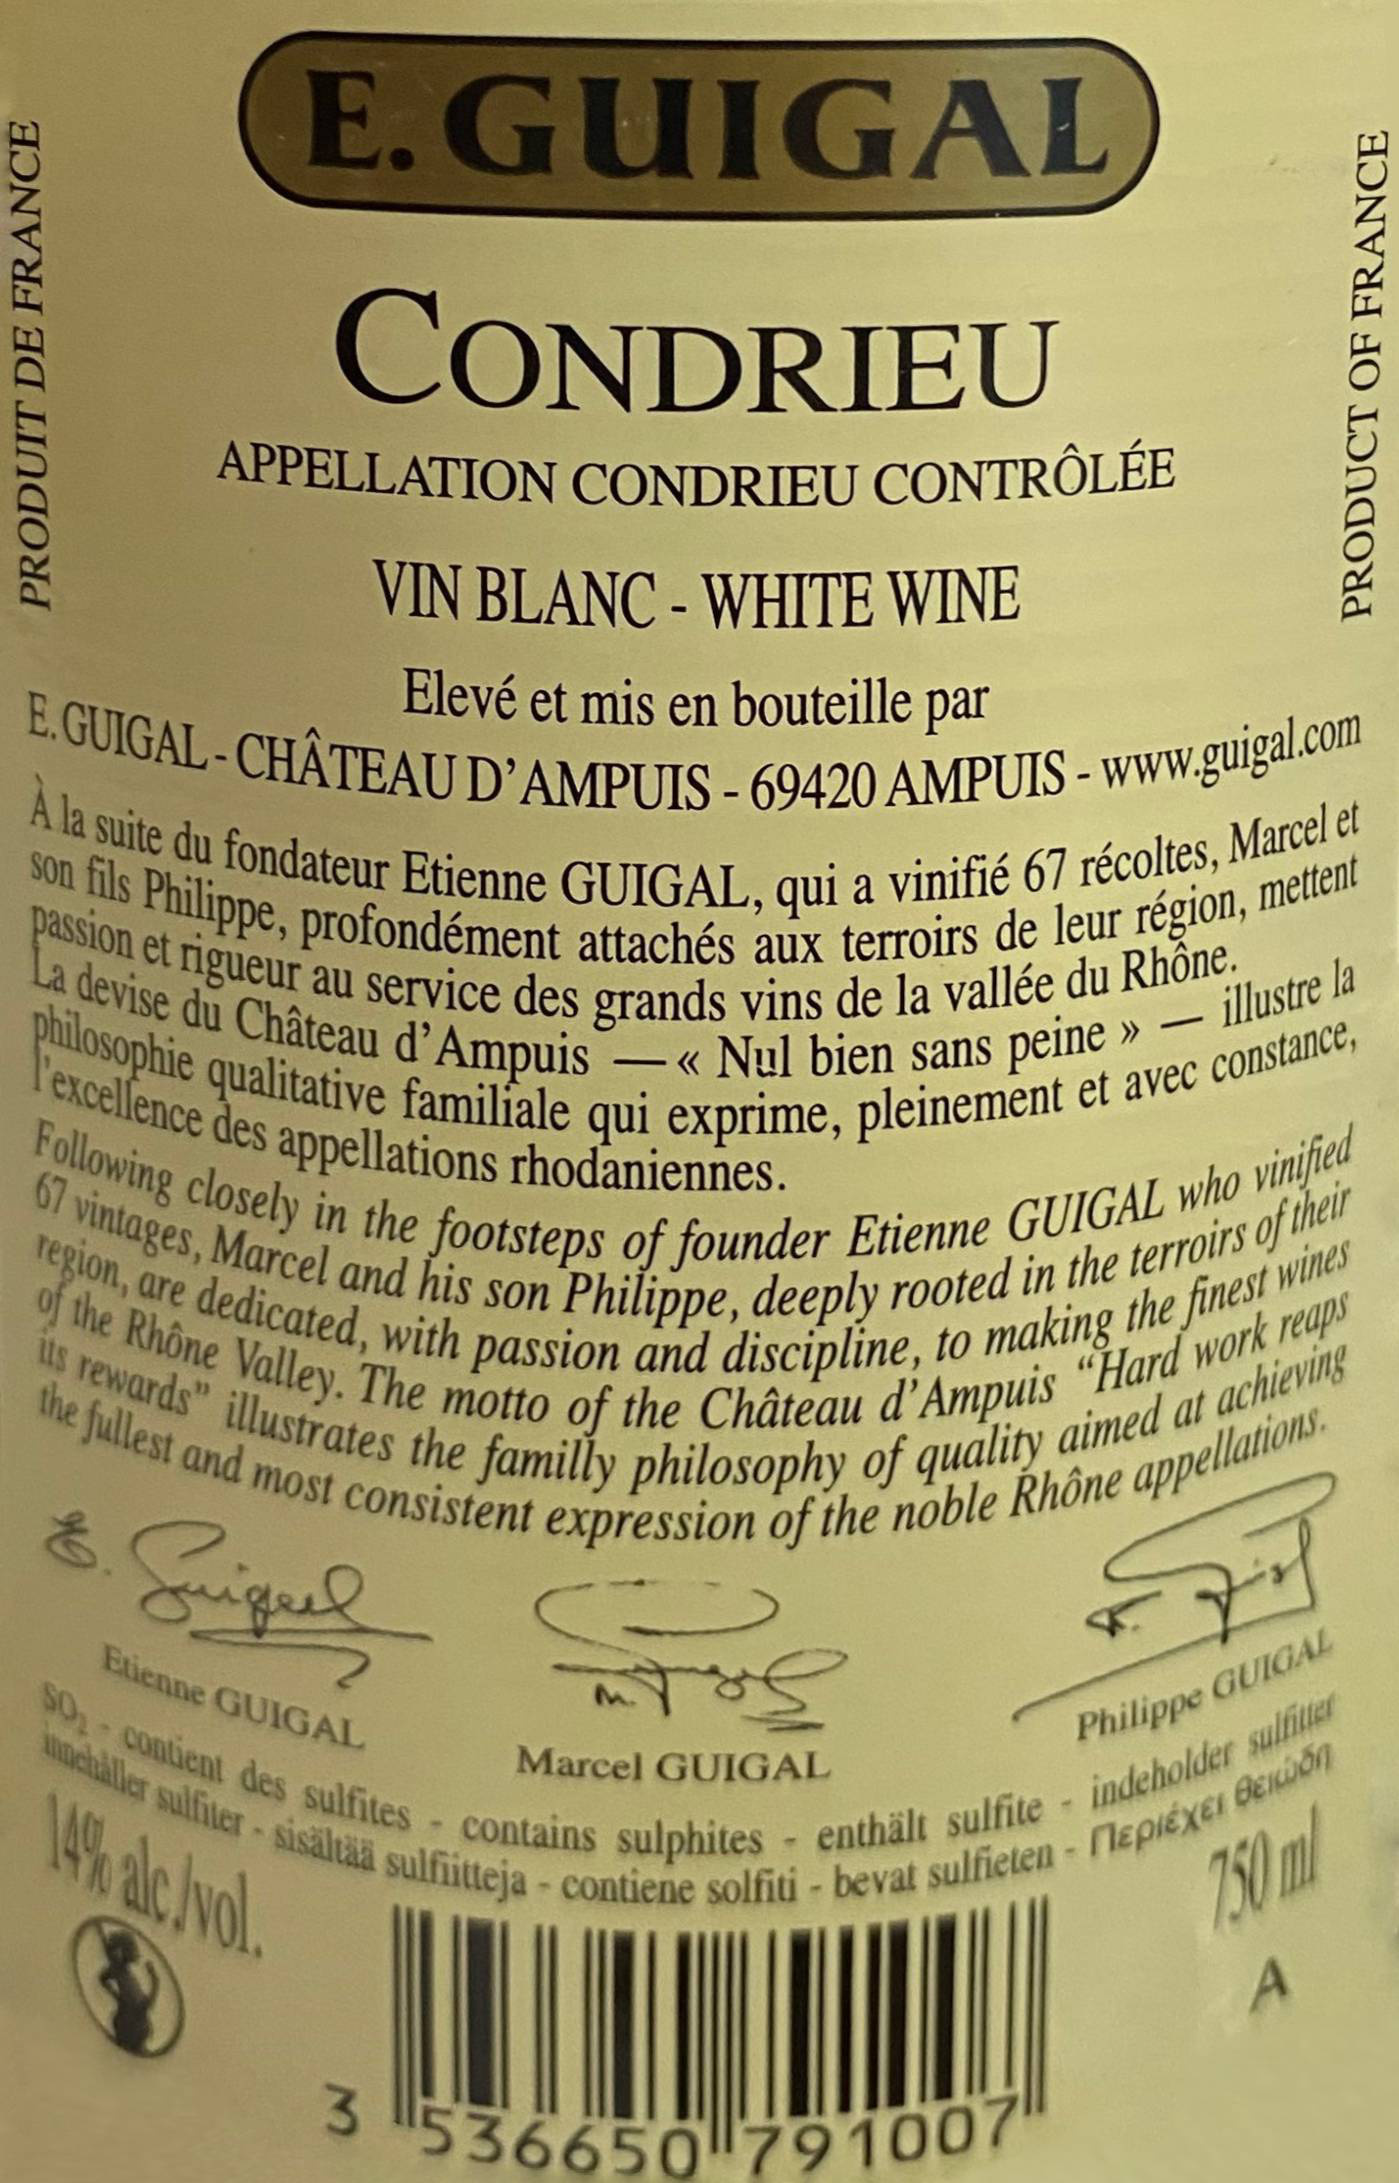 E. GUIGAL
PRODUIT DE FRANCE
PRODUCT OF FRANCE
CONDRIEU
APPELLATION CONDRIEU CONTRÔLÉE
VIN BLANC - WHITE WINE
Elevé et mis en bouteille par
E. GUIGAL - CHÂTEAU D'AMPUIS - 69420 AMPUIS - www.guigal.com
À la suite du fondateur Etienne GUIGAL, qui a vinifié 67 récoltes, Marcel et
son fils Philippe, profondément attachés aux terroirs de leur région, mettent
passion et rigueur au service des grands vins de la vallée du Rhône.
La devise du Château d'Ampuis — « Nul bien sans peine » — illustre la
philosophie qualitative familiale qui exprime, pleinement et avec constance,
l'excellence des appellations rhodaniennes.
Following closely in the footsteps of founder Etienne GUIGAL who vinified
67 vintages, Marcel and his son Philippe, deeply rooted in the terroirs of their
region, are dedicated, with passion and discipline, to making the finest wines
of the Rhône Valley. The motto of the Château d'Ampuis "Hard work reaps
its rewards" illustrates the familly philosophy of quality aimed at achieving
the fullest and most consistent expression of the noble Rhône appellations.
E. Guigal
Etienne GUIGAL
Marcel GUIGAL
Philippe GUIGAL
SO₂ - contient des sulfites - contains sulphites - enthält sulfite - indeholder sulfitter
innehåller sulfiter - sisältää sulfiitteja - contiene solfiti - bevat sulfieten - Περιέχει θειώδη
14% alc./vol.
750 ml
A
3 536650 791007